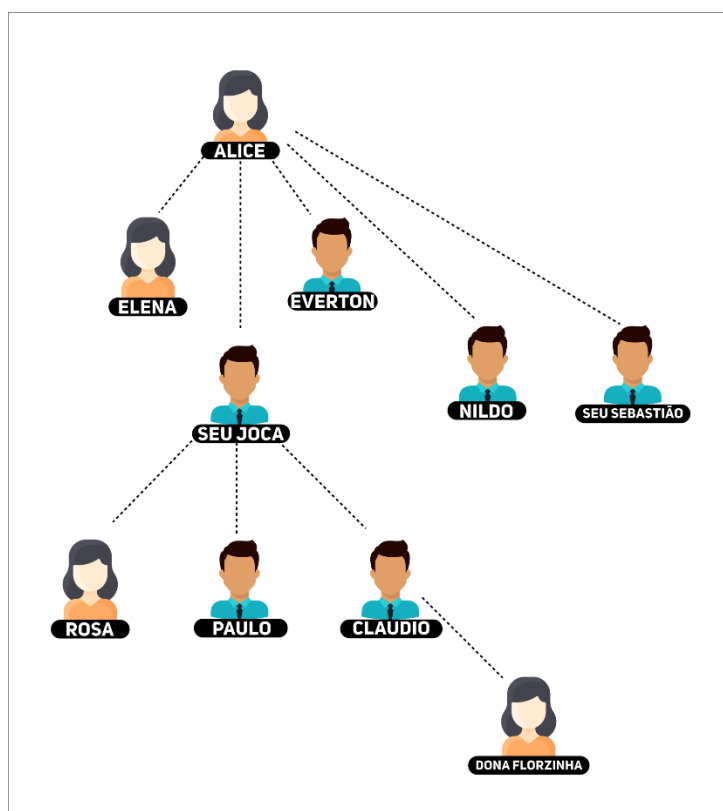 ALICE
ELENA
EVERTON
NILDO
SEU SEBASTIÃO
SEU JOCA
ROSA
PAULO
CLAUDIO
DONA FLORZINHA